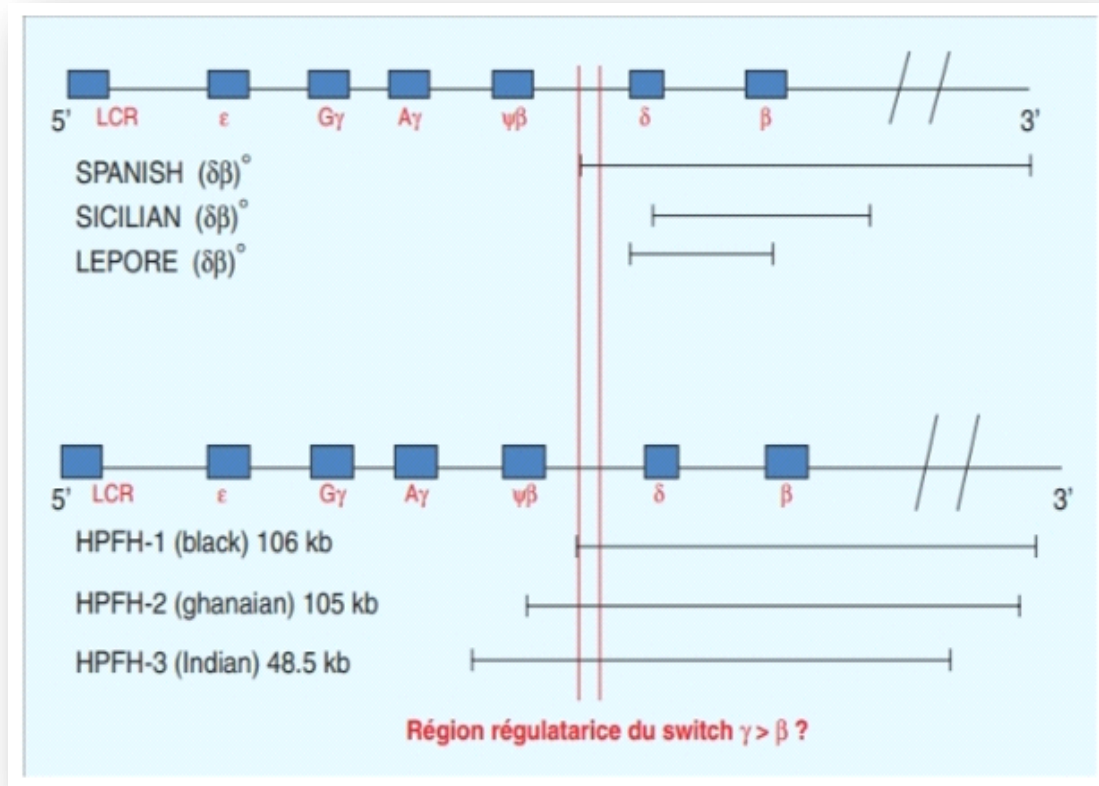 5' LCR ε Gγ Aγ ψβ δ β 3'
SPANISH (δβ)°
SICILIAN (δβ)°
LEPORE (δβ)°
5' LCR ε Gγ Aγ ψβ δ β 3'
HPFH-1 (black) 106 kb
HPFH-2 (ghanaian) 105 kb
HPFH-3 (Indian) 48.5 kb
Région régulatarice du switch γ > β ?